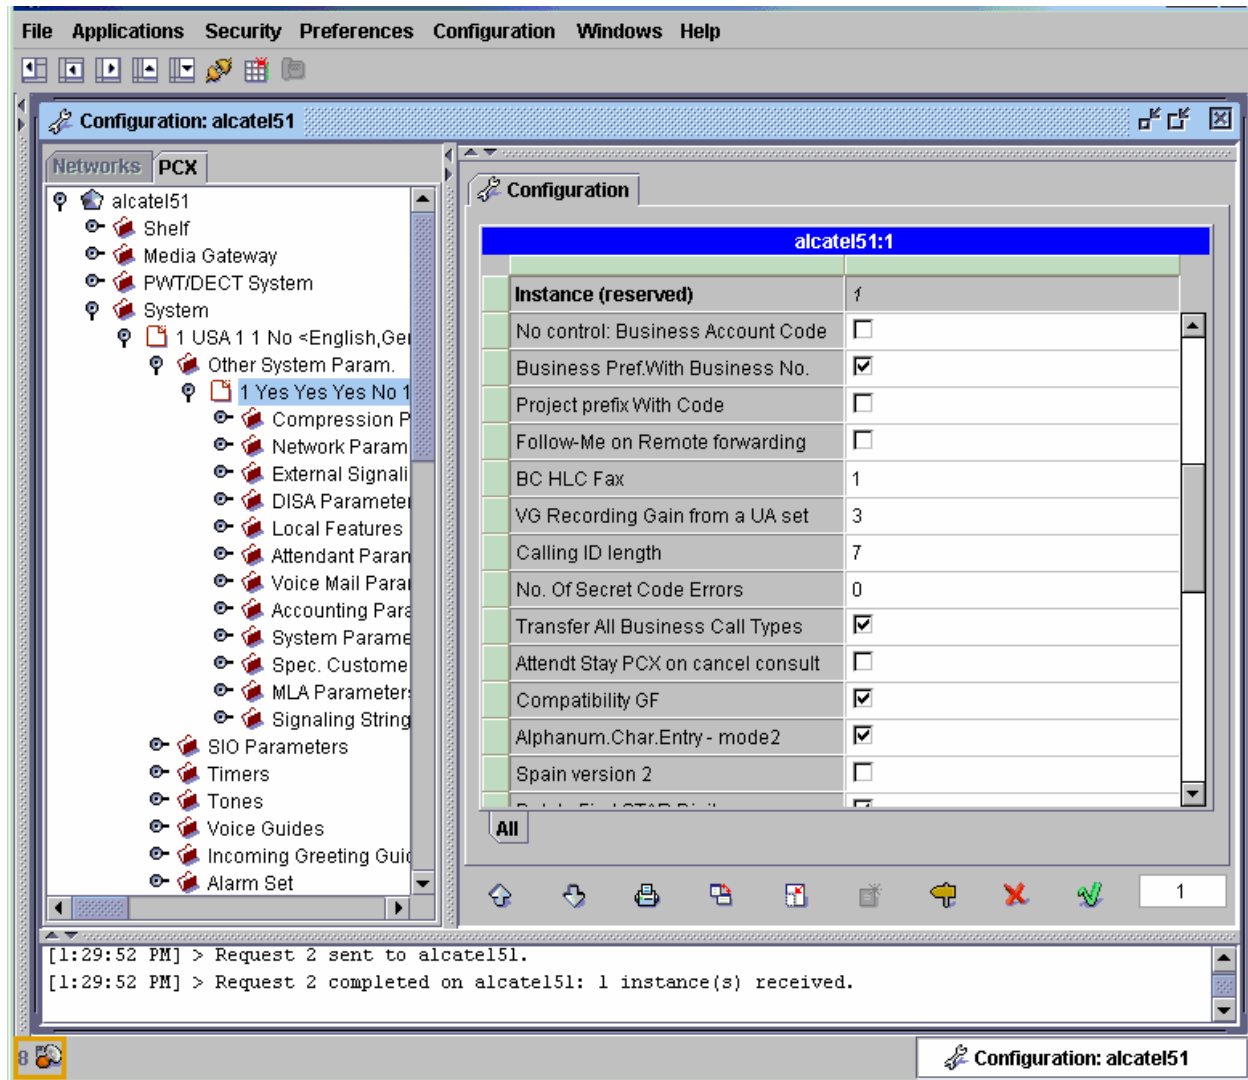 File Applications Security Preferences Configuration Windows Help
Configuration: alcatel51
Networks PCX
alcatel51
Shelf
Media Gateway
PWT/DECT System
System
1 USA 1 1 No <English,Ger
Other System Param.
1 Yes Yes Yes No 1
Compression P
Network Param
External Signali
DISA Parameter
Local Features
Attendant Param
Voice Mail Parar
Accounting Para
System Parame
Spec. Custome
MLA Parameters
Signaling String
SIO Parameters
Timers
Tones
Voice Guides
Incoming Greeting Guid
Alarm Set
Configuration
alcatel51:1
Instance (reserved) 1
No control: Business Account Code
Business Pref.With Business No.
Project prefix With Code
Follow-Me on Remote forwarding
BC HLC Fax 1
VG Recording Gain from a UA set 3
Calling ID length 7
No. Of Secret Code Errors 0
Transfer All Business Call Types
Attendt Stay PCX on cancel consult
Compatibility GF
Alphanum.Char.Entry - mode2
Spain version 2
All
1
[1:29:52 PM] > Request 2 sent to alcatel51.
[1:29:52 PM] > Request 2 completed on alcatel51: 1 instance(s) received.
8
Configuration: alcatel51